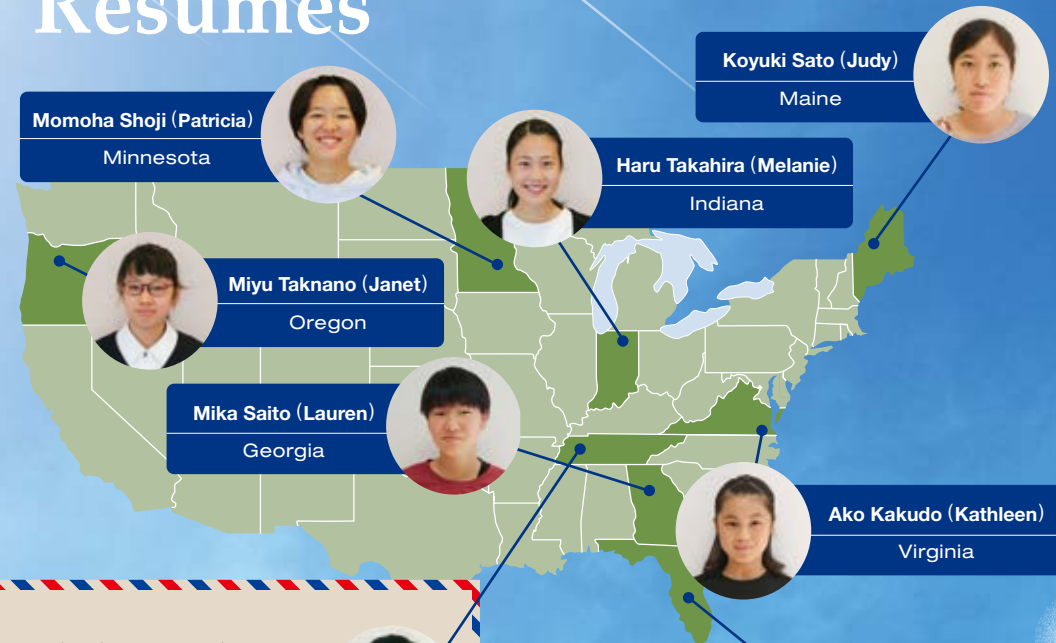 Resumes
Koyuki Sato (Judy)
Maine
Momoha Shoji (Patricia)
Minnesota
Haru Takahira (Melanie)
Indiana
Miyu Taknano (Janet)
Oregon
Mika Saito (Lauren)
Georgia
Ako Kakudo (Kathleen)
Virginia